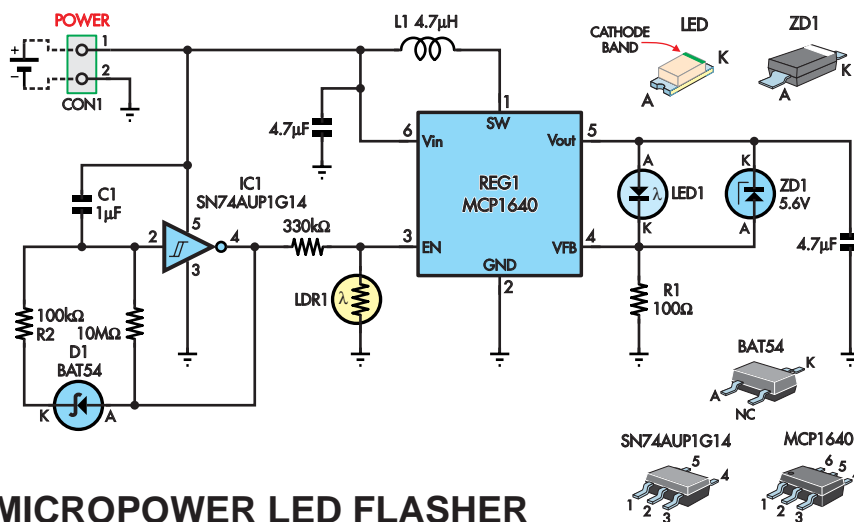 POWER
+
1
−
2
CON1
L1 4.7µH
4.7µF
6
Vin
1
SW
Vout
5
REG1
MCP1640
3
EN
VFB
4
GND
2
C1
1µF
IC1
SN74AUP1G14
5
2
4
3
330kΩ
λ
LDR1
100kΩ
R2
10MΩ
D1
BAT54
K
A
A
λ
LED1
K
K
ZD1
5.6V
A
4.7µF
R1
100Ω
LED
CATHODE
BAND
K
A
ZD1
K
A
BAT54
K
A
NC
SN74AUP1G14
5
4
1
2
3
MCP1640
6
5
1
2
3
MICROPOWER LED FLASHER